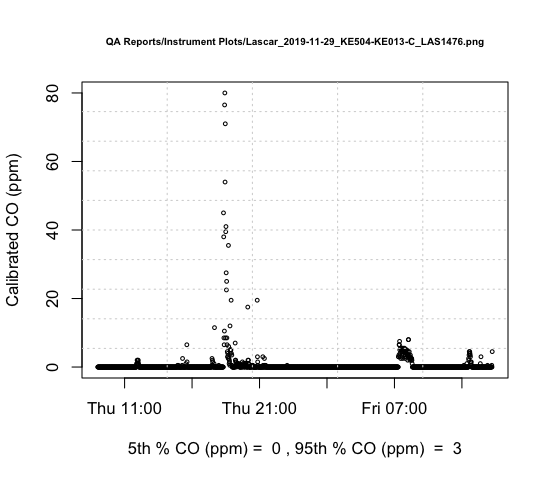 QA Reports/Instrument Plots/Lascar_2019-11-29_KE504-KE013-C_LAS1476.png
Calibrated CO (ppm)
80
60
40
20
0
Thu 11:00 Thu 21:00 Fri 07:00
5th % CO (ppm) = 0 , 95th % CO (ppm) = 3